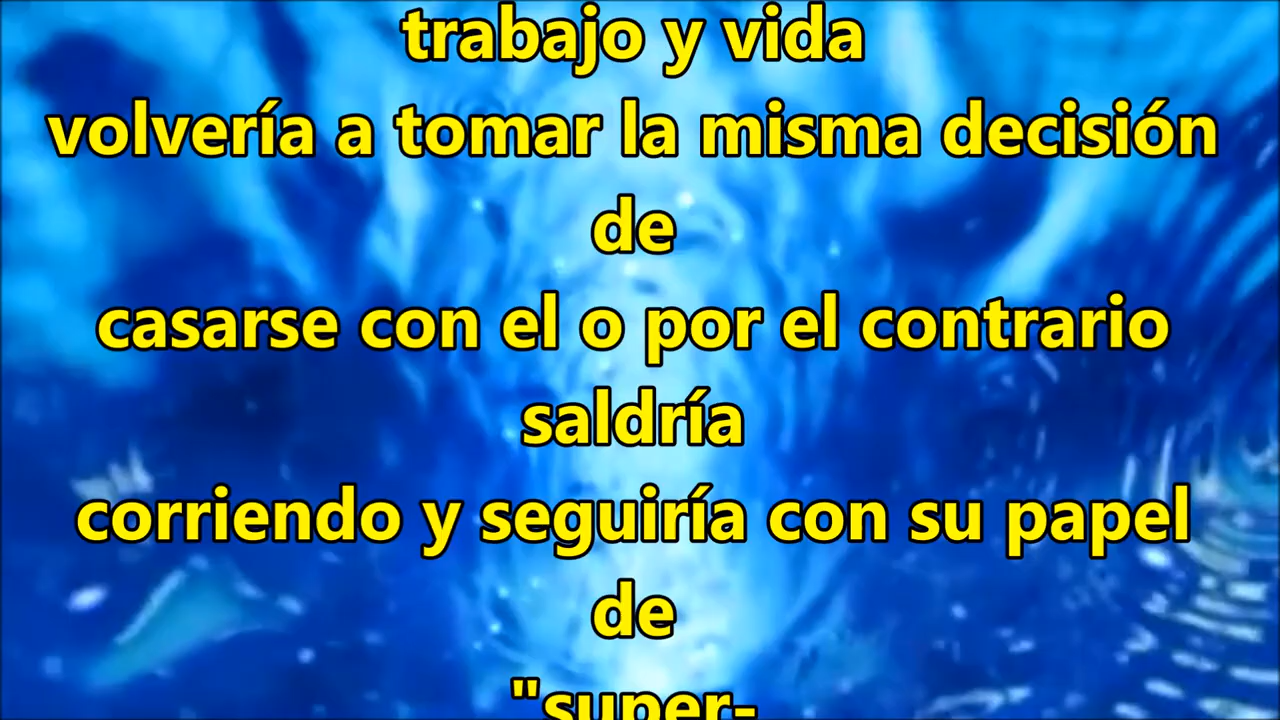 trabajo y vida
volvería a tomar la misma decisión
de
casarse con el o por el contrario
saldría
corriendo y seguiría con su papel
de
"super-